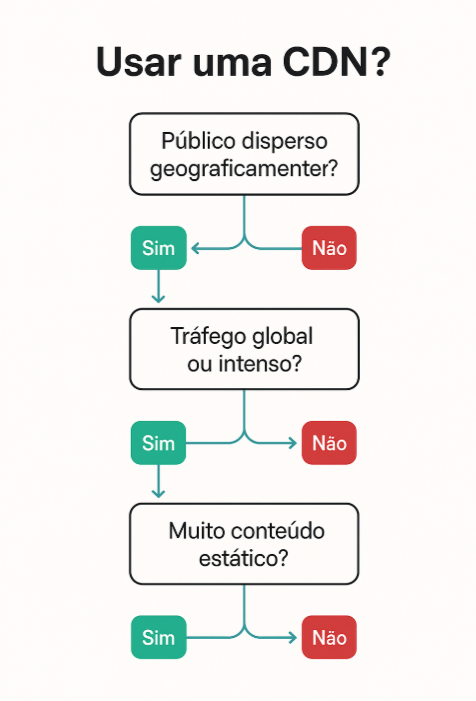 Usar uma CDN?
Público disperso
geograficamenter?
Sim
Não
Tráfego global
ou intenso?
Sim
Não
Muito conteúdo
estático?
Sim
Não